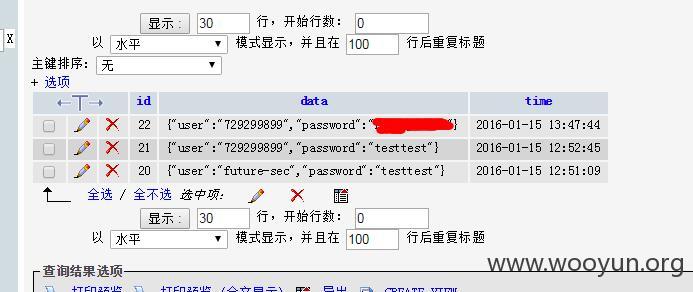 显示 : 30 行，开始行数： 0
X
以 水平 模式显示，并且在 100 行后重复标题
主键排序： 无
+ 选项
←T→ id data time
22 {"user":"729299899","password":" "} 2016-01-15 13:47:44
21 {"user":"729299899","password":"testtest"} 2016-01-15 12:52:45
20 {"user":"future-sec","password":"testtest"} 2016-01-15 12:51:09
全选 / 全不选 选中项：
显示 : 30 行，开始行数： 0
以 水平 模式显示，并且在 100 行后重复标题
www.wooyun.org
查询结果选项
打印预览 打印预览 (全文显示) 导出 CREATE VIEW